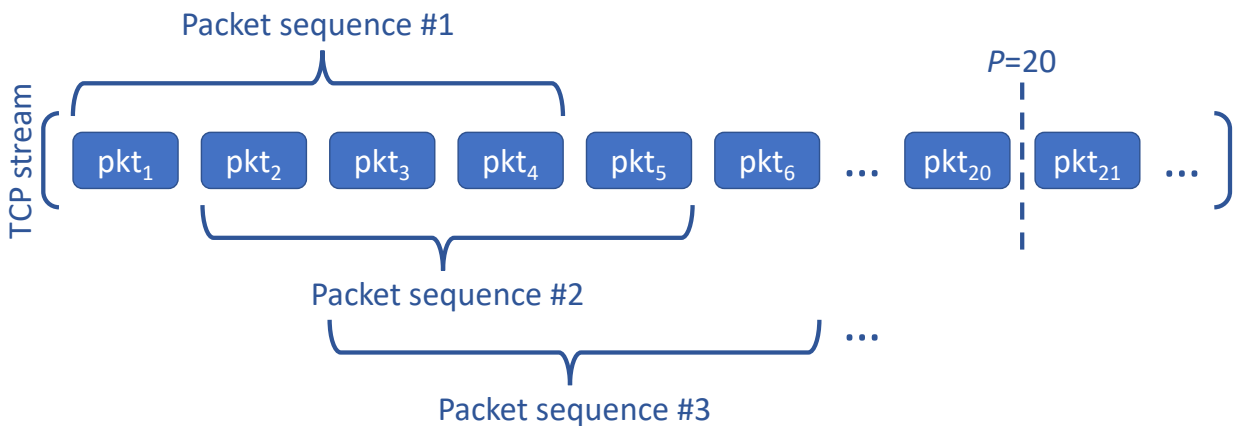 Packet sequence #1
P=20
TCP stream
pkt₁ pkt₂ pkt₃ pkt₄ pkt₅ pkt₆ ... pkt₂₀ pkt₂₁ ...
Packet sequence #2
...
Packet sequence #3